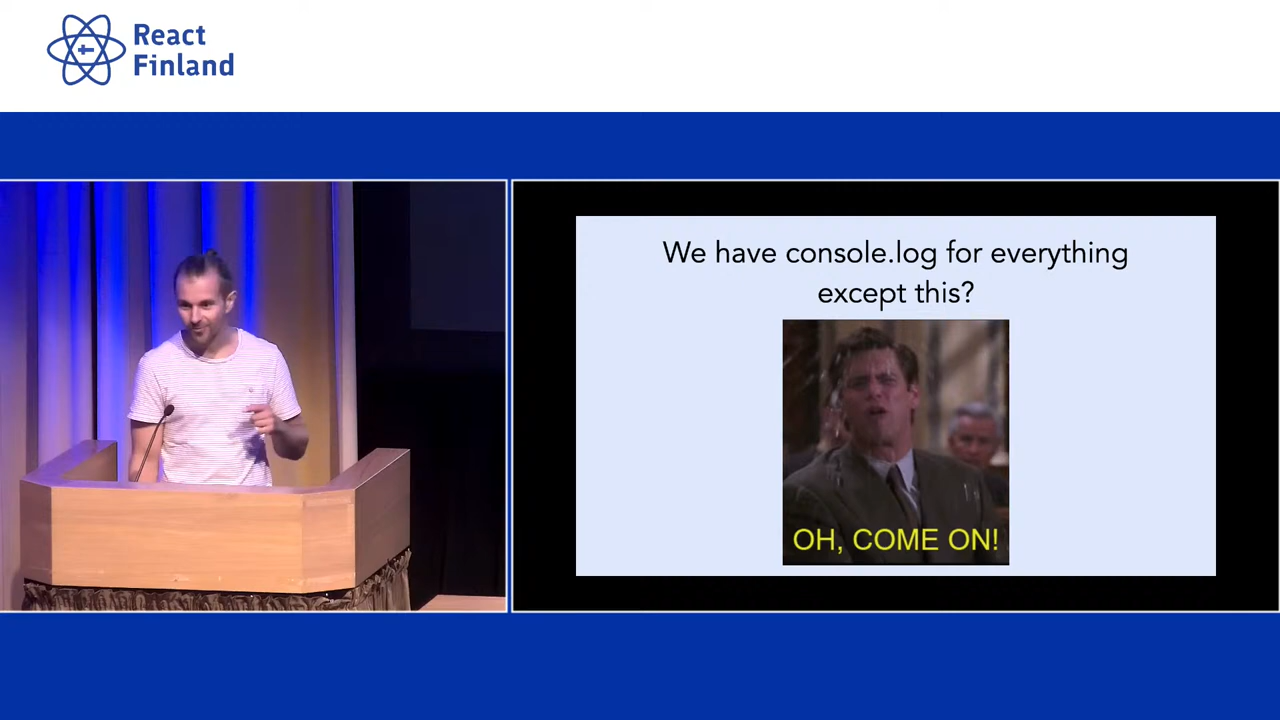 React
Finland
We have console.log for everything
except this?
OH, COME ON!